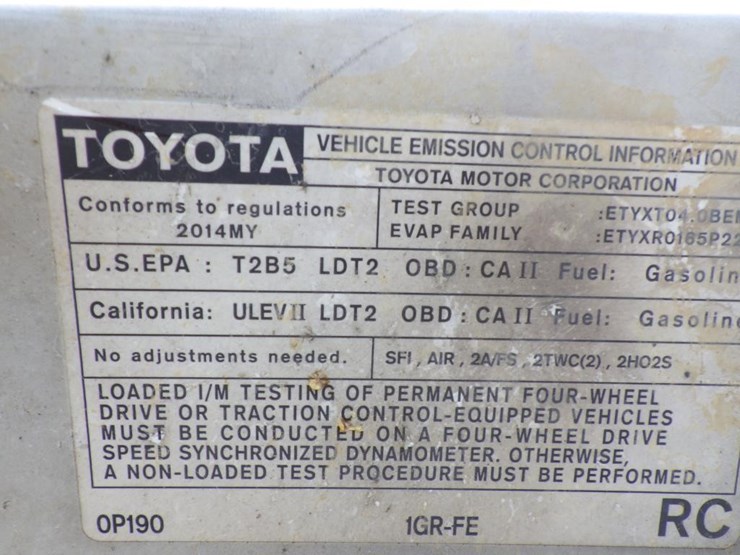 TOYOTA VEHICLE EMISSION CONTROL INFORMATION
TOYOTA MOTOR CORPORATION
Conforms to regulations
2014MY
TEST GROUP
EVAP FAMILY :ETYXR0165P22
U.S.EPA : T2B5 LDT2 OBD : CA II Fuel: Gasolin
California: ULEVII LDT2 OBD : CA II Fuel: Gasoline
No adjustments needed.
SFI , AIR , 2A/FS , 2TWC(2) , 2HO2S
LOADED I/M TESTING OF PERMANENT FOUR-WHEEL
DRIVE OR TRACTION CONTROL-EQUIPPED VEHICLES
MUST BE CONDUCTED ON A FOUR-WHEEL DRIVE
SPEED SYNCHRONIZED DYNAMOMETER. OTHERWISE,
A NON-LOADED TEST PROCEDURE MUST BE PERFORMED.
0P190 1GR-FE RC